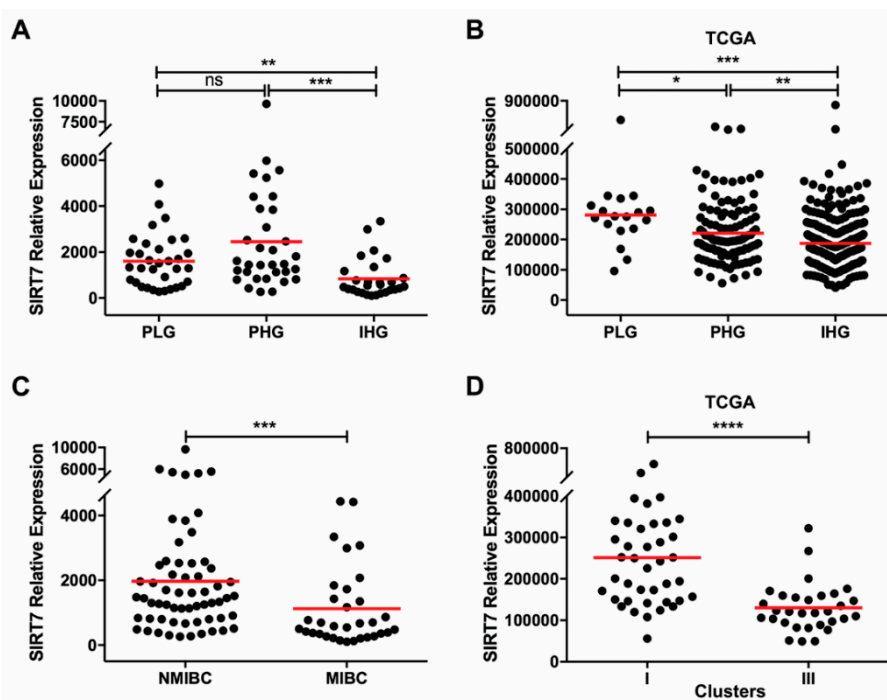 A
**
ns
***
SIRT7 Relative Expression
10000
7500
6000
4000
2000
0
PLG
PHG
IHG
B
TCGA
***
*
**
SIRT7 Relative Expression
900000
500000
400000
300000
200000
100000
0
PLG
PHG
IHG
C
***
SIRT7 Relative Expression
10000
6000
4000
2000
0
NMIBC
MIBC
D
TCGA
****
SIRT7 Relative Expression
800000
400000
300000
200000
100000
0
I
III
Clusters